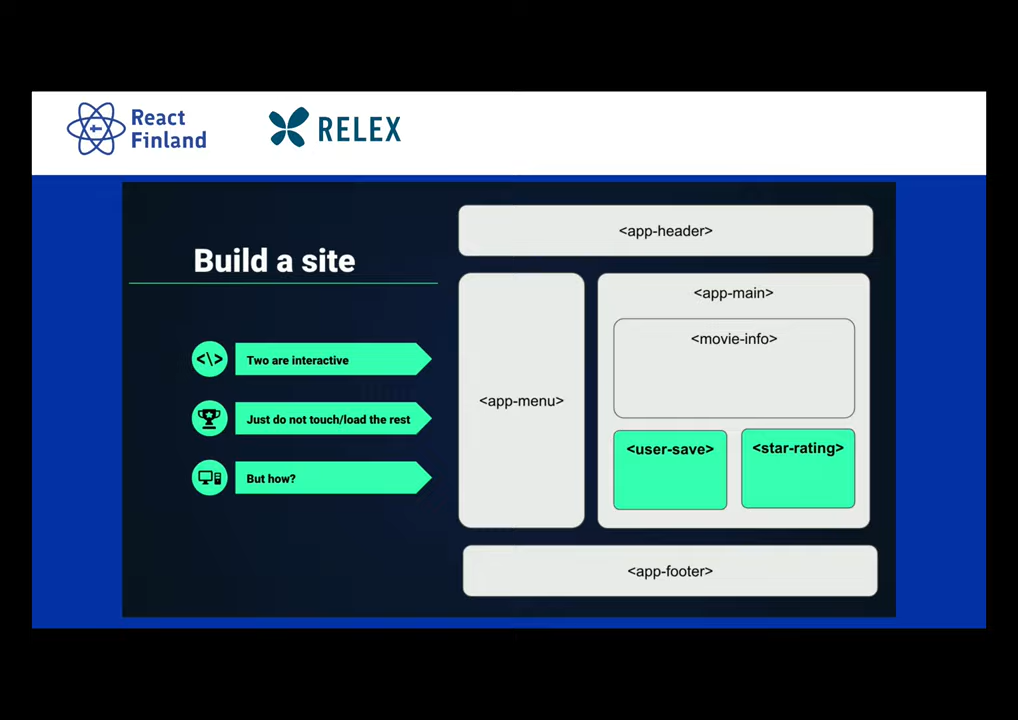 React
Finland
RELEX
Build a site
<\>
Two are interactive
Just do not touch/load the rest
But how?
<app-header>
<app-menu>
<app-main>
<movie-info>
<user-save>
<star-rating>
<app-footer>